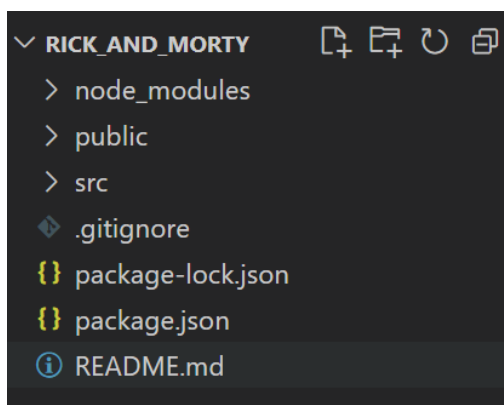 RICK_AND_MORTY
node_modules
public
src
.gitignore
package-lock.json
package.json
README.md